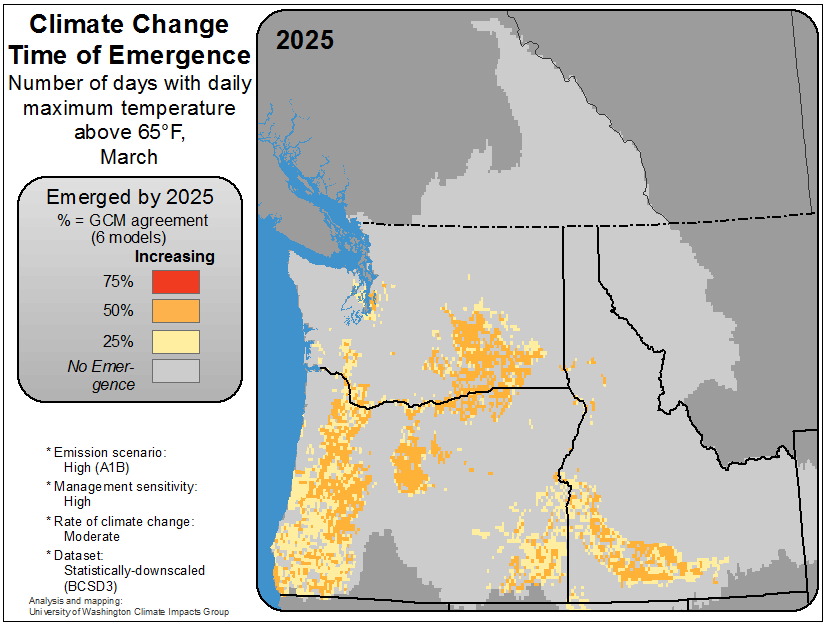 Climate Change
Time of Emergence
Number of days with daily
maximum temperature
above 65°F,
March
2025
Emerged by 2025
% = GCM agreement
(6 models)
Increasing
75%
50%
25%
No Emer-
gence
* Emission scenario:
High (A1B)
* Management sensitivity:
High
* Rate of climate change:
Moderate
* Dataset:
Statistically-downscaled
(BCSD3)
Analysis and mapping:
University of Washington Climate Impacts Group